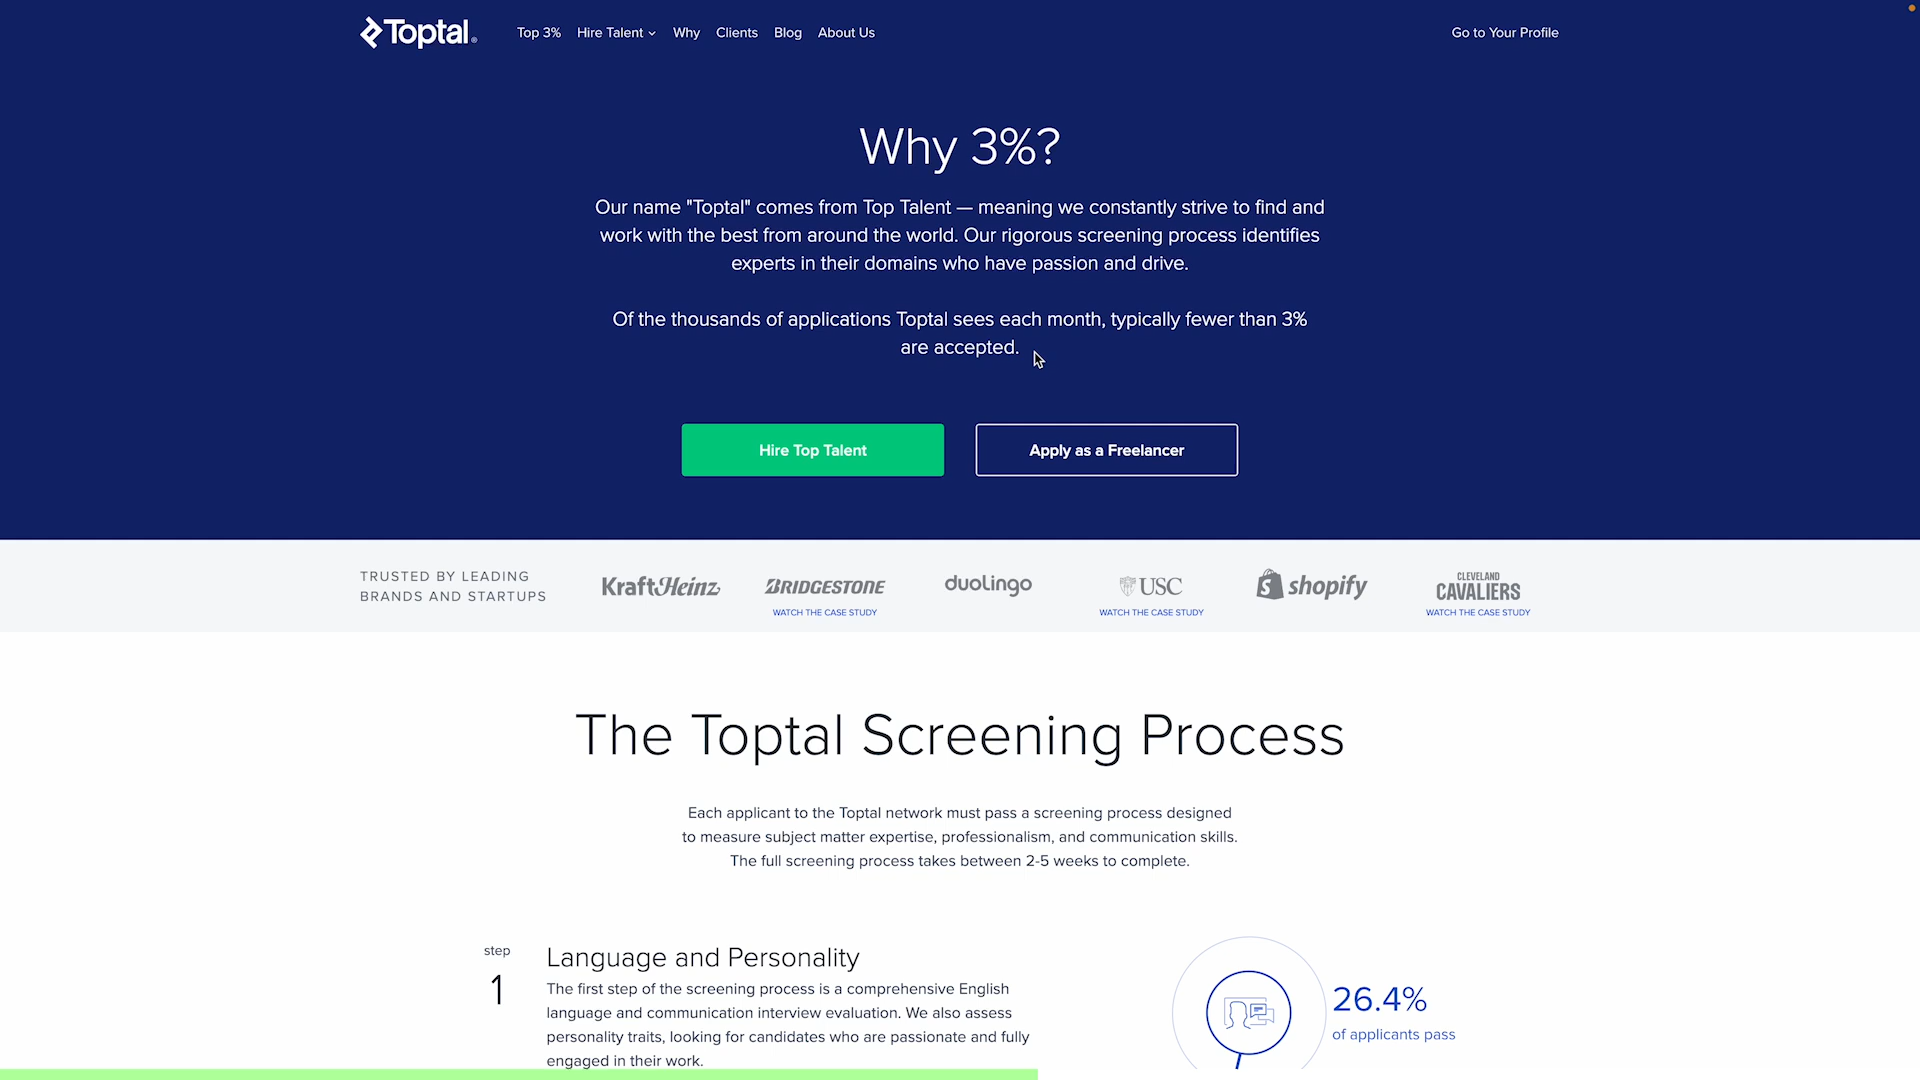 Toptal®
Top 3% Hire Talent Why Clients Blog About Us Go to Your Profile
Why 3%?
Our name "Toptal" comes from Top Talent — meaning we constantly strive to find and
work with the best from around the world. Our rigorous screening process identifies
experts in their domains who have passion and drive.
Of the thousands of applications Toptal sees each month, typically fewer than 3%
are accepted.
Hire Top Talent
Apply as a Freelancer
TRUSTED BY LEADING
BRANDS AND STARTUPS
KraftHeinz
BRIDGESTONE
WATCH THE CASE STUDY
duolingo
USC
WATCH THE CASE STUDY
shopify
CLEVELAND
CAVALIERS
WATCH THE CASE STUDY
The Toptal Screening Process
Each applicant to the Toptal network must pass a screening process designed
to measure subject matter expertise, professionalism, and communication skills.
The full screening process takes between 2-5 weeks to complete.
step
1
Language and Personality
The first step of the screening process is a comprehensive English
language and communication interview evaluation. We also assess
personality traits, looking for candidates who are passionate and fully
engaged in their work.
26.4%
of applicants pass